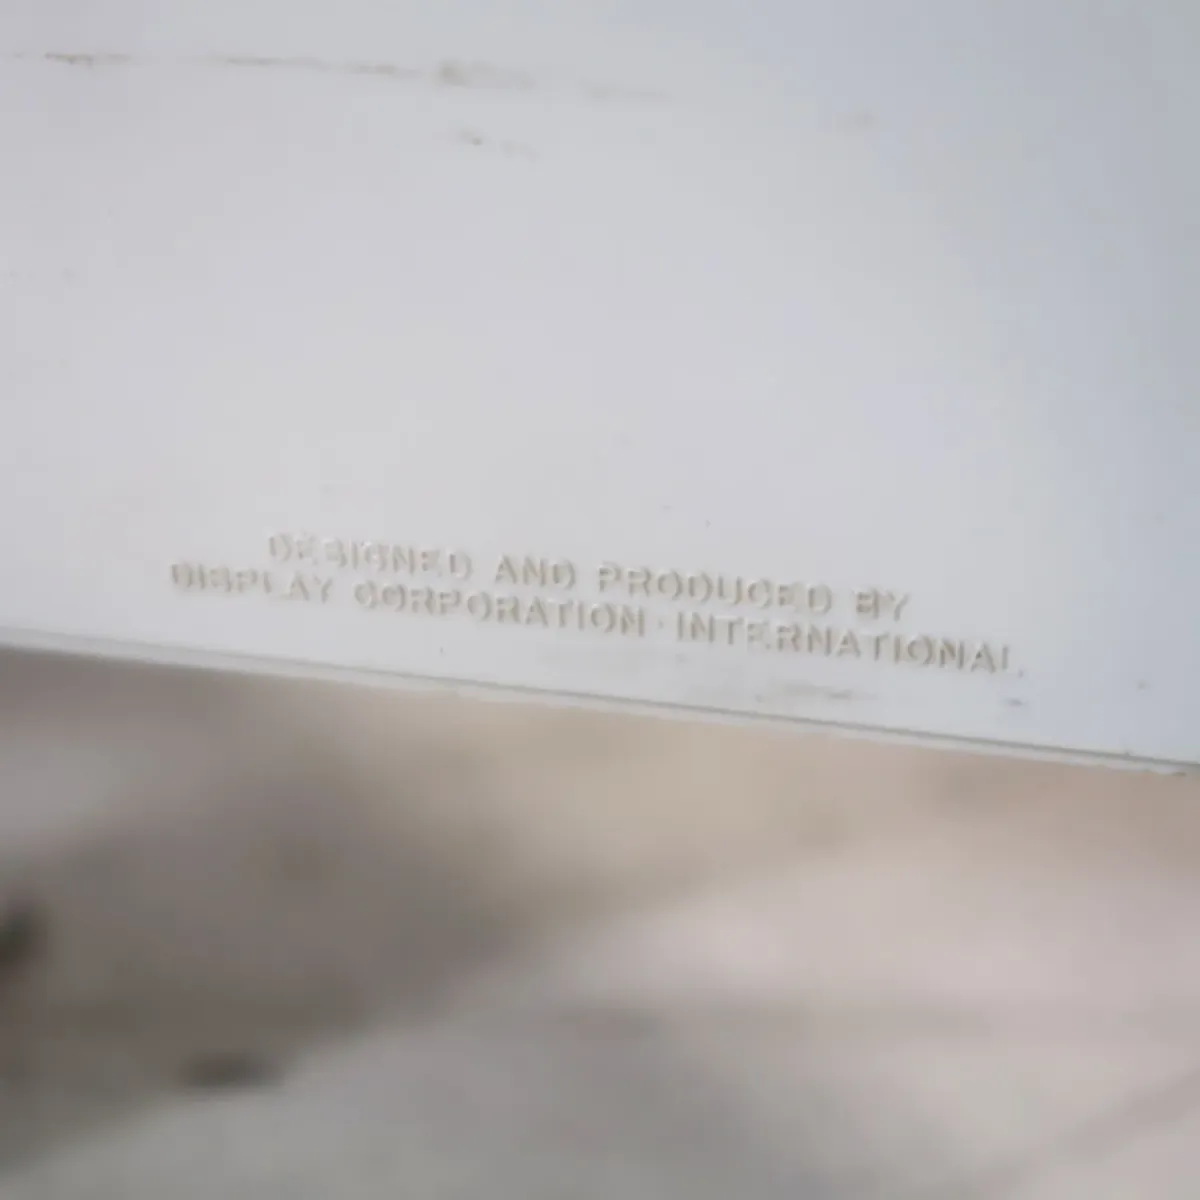 DESIGNED AND PRODUCED BY
DISPLAY CORPORATION · INTERNATIONAL